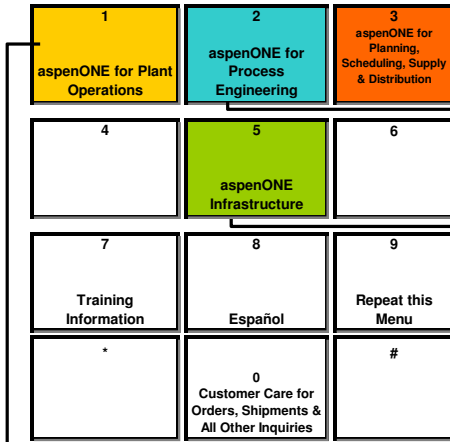 1
aspenONE for Plant
Operations
2
aspenONE for
Process
Engineering
3
aspenONE for
Planning,
Scheduling, Supply
& Distribution
4
5
aspenONE
Infrastructure
6
7
Training
Information
8
Español
9
Repeat this
Menu
*
0
Customer Care for
Orders, Shipments &
All Other Inquiries
#